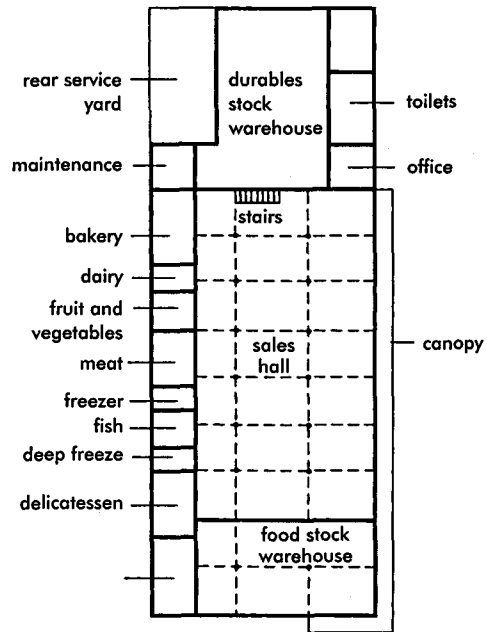 rear service
yard
durables
stock
warehouse
toilets
maintenance
office
stairs
bakery
dairy
fruit and
vegetables
sales
hall
canopy
meat
freezer
fish
deep freeze
delicatessen
food stock
warehouse